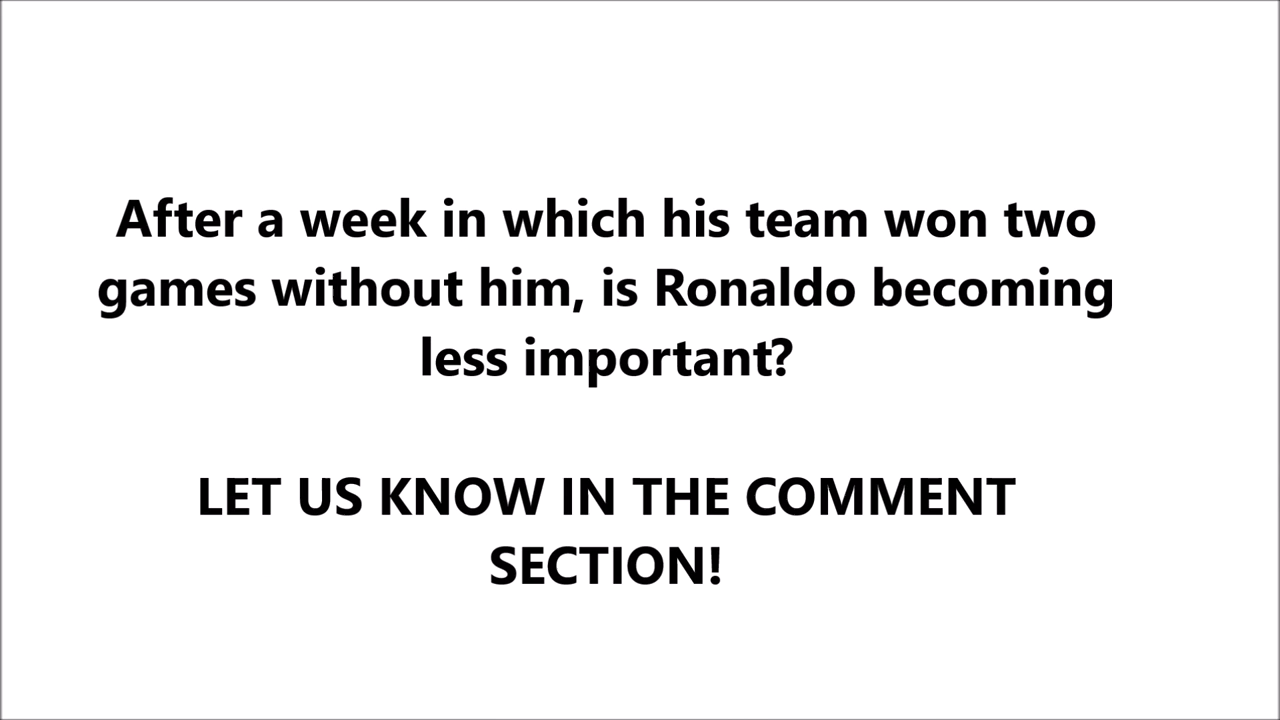 After a week in which his team won two
games without him, is Ronaldo becoming
less important?
LET US KNOW IN THE COMMENT
SECTION!